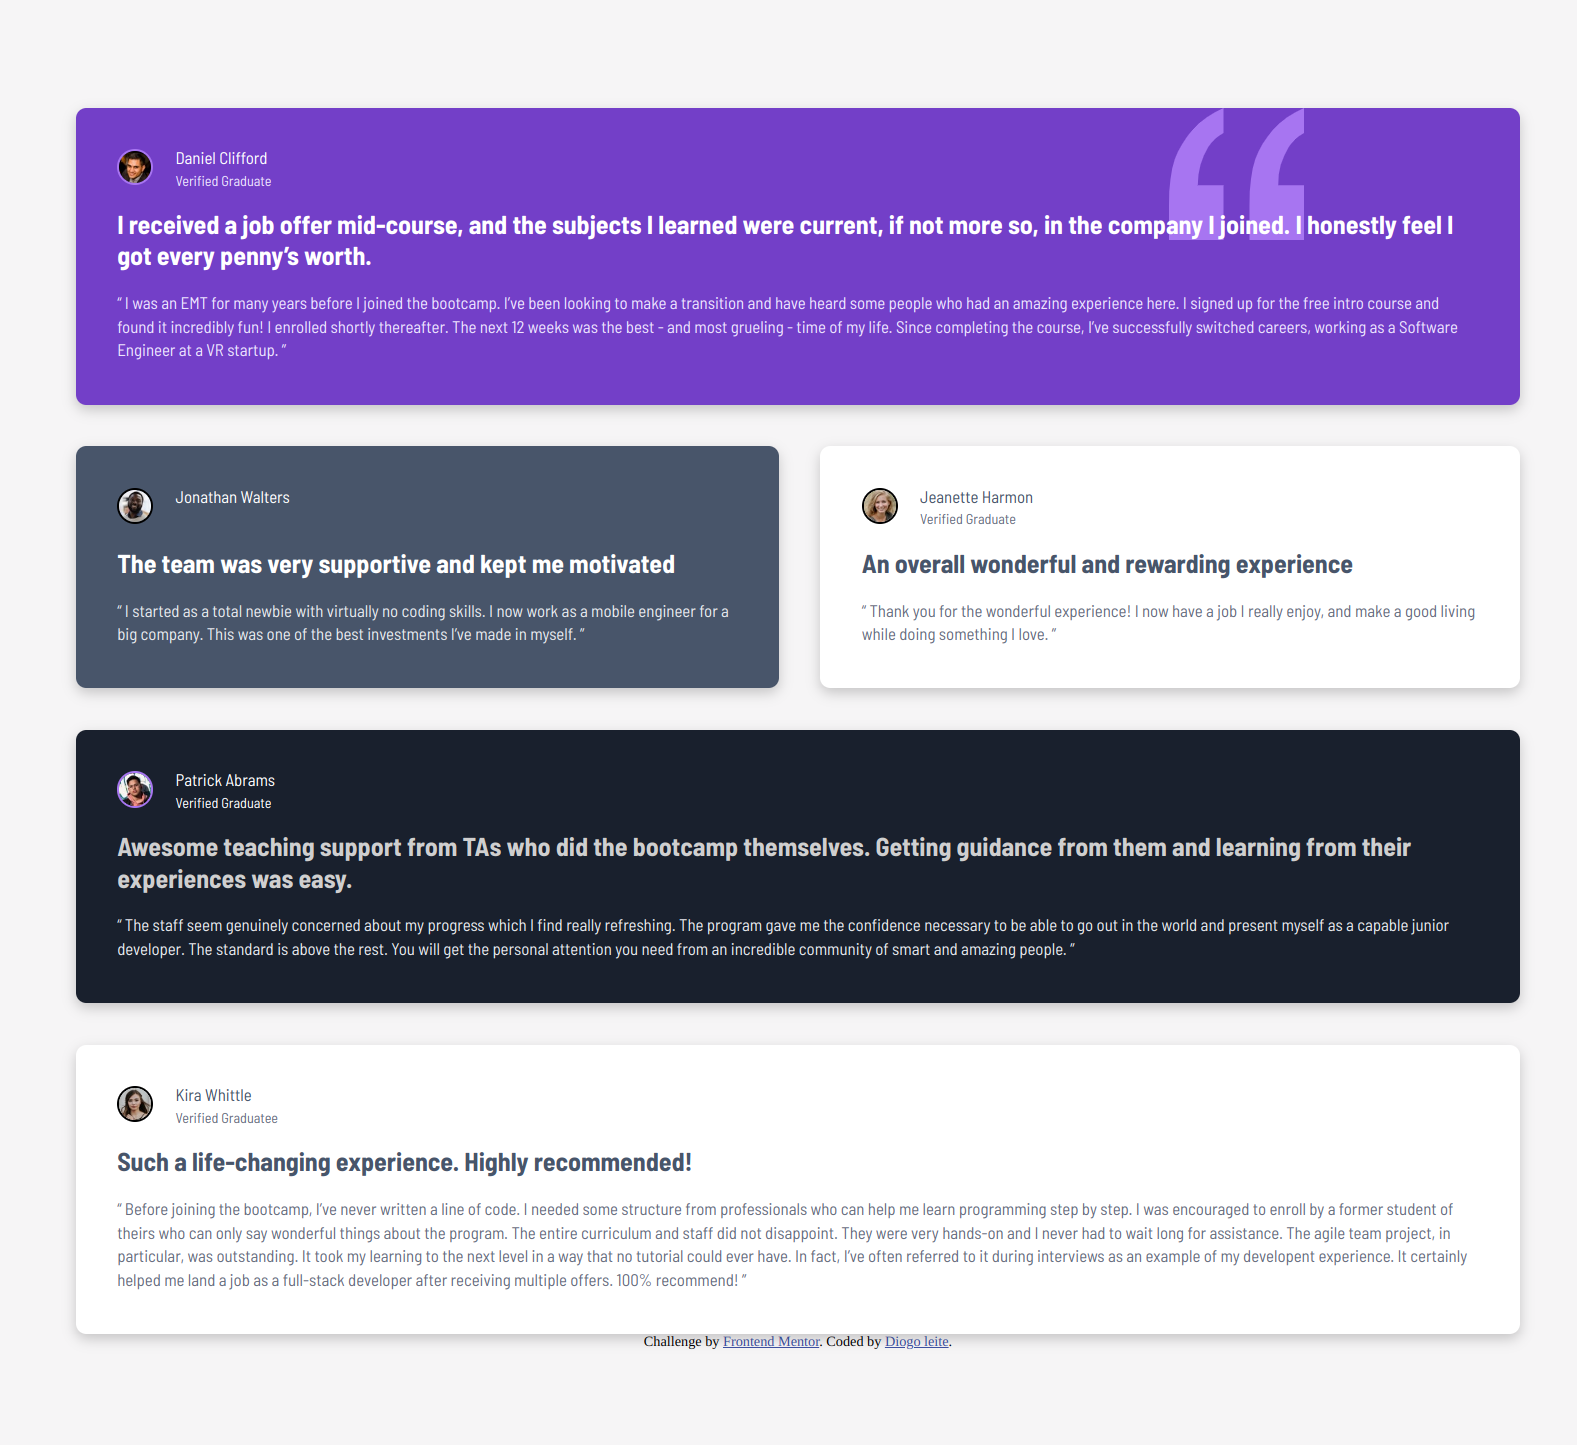 Daniel Clifford
Verified Graduate
I received a job offer mid-course, and the subjects I learned were current, if not more so, in the company I joined. I honestly feel I
got every penny’s worth.
“ I was an EMT for many years before I joined the bootcamp. I’ve been looking to make a transition and have heard some people who had an amazing experience here. I signed up for the free intro course and
found it incredibly fun! I enrolled shortly thereafter. The next 12 weeks was the best - and most grueling - time of my life. Since completing the course, I’ve successfully switched careers, working as a Software
Engineer at a VR startup. ”
Jonathan Walters
The team was very supportive and kept me motivated
“ I started as a total newbie with virtually no coding skills. I now work as a mobile engineer for a
big company. This was one of the best investments I’ve made in myself. ”
Jeanette Harmon
Verified Graduate
An overall wonderful and rewarding experience
“ Thank you for the wonderful experience! I now have a job I really enjoy, and make a good living
while doing something I love. ”
Patrick Abrams
Verified Graduate
Awesome teaching support from TAs who did the bootcamp themselves. Getting guidance from them and learning from their
experiences was easy.
“ The staff seem genuinely concerned about my progress which I find really refreshing. The program gave me the confidence necessary to be able to go out in the world and present myself as a capable junior
developer. The standard is above the rest. You will get the personal attention you need from an incredible community of smart and amazing people. “
Kira Whittle
Verified Graduatee
Such a life-changing experience. Highly recommended!
“ Before joining the bootcamp, I’ve never written a line of code. I needed some structure from professionals who can help me learn programming step by step. I was encouraged to enroll by a former student of
theirs who can only say wonderful things about the program. The entire curriculum and staff did not disappoint. They were very hands-on and I never had to wait long for assistance. The agile team project, in
particular, was outstanding. It took my learning to the next level in a way that no tutorial could ever have. In fact, I’ve often referred to it during interviews as an example of my developent experience. It certainly
helped me land a job as a full-stack developer after receiving multiple offers. 100% recommend! ”
Challenge by Frontend Mentor. Coded by Diogo leite.